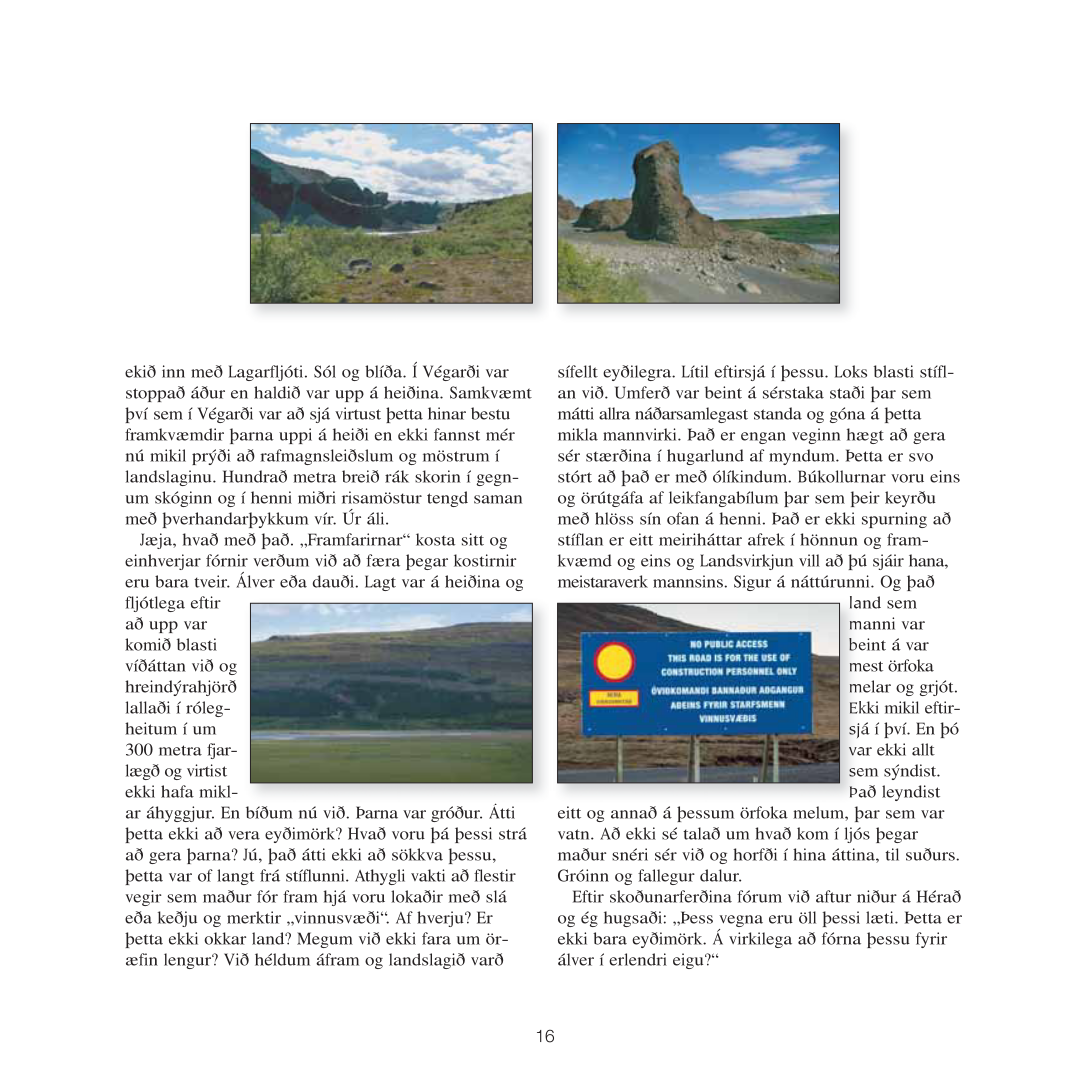 ekið inn með Lagarfljóti. Sól og blíða. Í Végarði var
stoppað áður en haldið var upp á heiðina. Samkvæmt
því sem í Végarði var að sjá virtust þetta hinar bestu
framkvæmdir þarna uppi á heiði en ekki fannst mér
nú mikil prýði að rafmagnsleiðslum og möstrum í
landslaginu. Hundrað metra breið rák skorin í gegn-
um skóginn og í henni miðri risamöstur tengd saman
með þverhandarþykkum vír. Úr áli.
Jæja, hvað með það. „Framfarirnar“ kosta sitt og
einhverjar fórnir verðum við að færa þegar kostirnir
eru bara tveir. Álver eða dauði. Lagt var á heiðina og
fljótlega eftir
að upp var
komið blasti
víðáttan við og
hreindýrahjörð
lallaði í róleg-
heitum í um
300 metra fjar-
lægð og virtist
ekki hafa mikl-
ar áhyggjur. En bíðum nú við. Þarna var gróður. Átti
þetta ekki að vera eyðimörk? Hvað voru þá þessi strá
að gera þarna? Jú, það átti ekki að sökkva þessu,
þetta var of langt frá stíflunni. Athygli vakti að flestir
vegir sem maður fór fram hjá voru lokaðir með slá
eða keðju og merktir „vinnusvæði“. Af hverju? Er
þetta ekki okkar land? Megum við ekki fara um ör-
æfin lengur? Við héldum áfram og landslagið varð
sífellt eyðilegra. Lítil eftirsjá í þessu. Loks blasti stífl-
an við. Umferð var beint á sérstaka staði þar sem
mátti allra náðarsamlegast standa og góna á þetta
mikla mannvirki. Það er engan veginn hægt að gera
sér stærðina í hugarlund af myndum. Þetta er svo
stórt að það er með ólíkindum. Búkollurnar voru eins
og örútgáfa af leikfangabílum þar sem þeir keyrðu
með hlöss sín ofan á henni. Það er ekki spurning að
stíflan er eitt meiriháttar afrek í hönnun og fram-
kvæmd og eins og Landsvirkjun vill að þú sjáir hana,
meistaraverk mannsins. Sigur á náttúrunni. Og það
land sem
manni var
beint á var
mest örfoka
melar og grjót.
Ekki mikil eftir-
sjá í því. En þó
var ekki allt
sem sýndist.
Það leyndist
eitt og annað á þessum örfoka melum, þar sem var
vatn. Að ekki sé talað um hvað kom í ljós þegar
maður snéri sér við og horfði í hina áttina, til suðurs.
Gróinn og fallegur dalur.
Eftir skoðunarferðina fórum við aftur niður á Hérað
og ég hugsaði: „Þess vegna eru öll þessi læti. Þetta er
ekki bara eyðimörk. Á virkilega að fórna þessu fyrir
álver í erlendri eigu?“
NO PUBLIC ACCESS
THIS ROAD IS FOR THE USE OF
CONSTRUCTION PERSONNEL ONLY
ÓVIÐKOMANDI BANNAÐUR AÐGANGUR
AÐEINS FYRIR STARFSMENN
VINNUSVÆÐIS
16